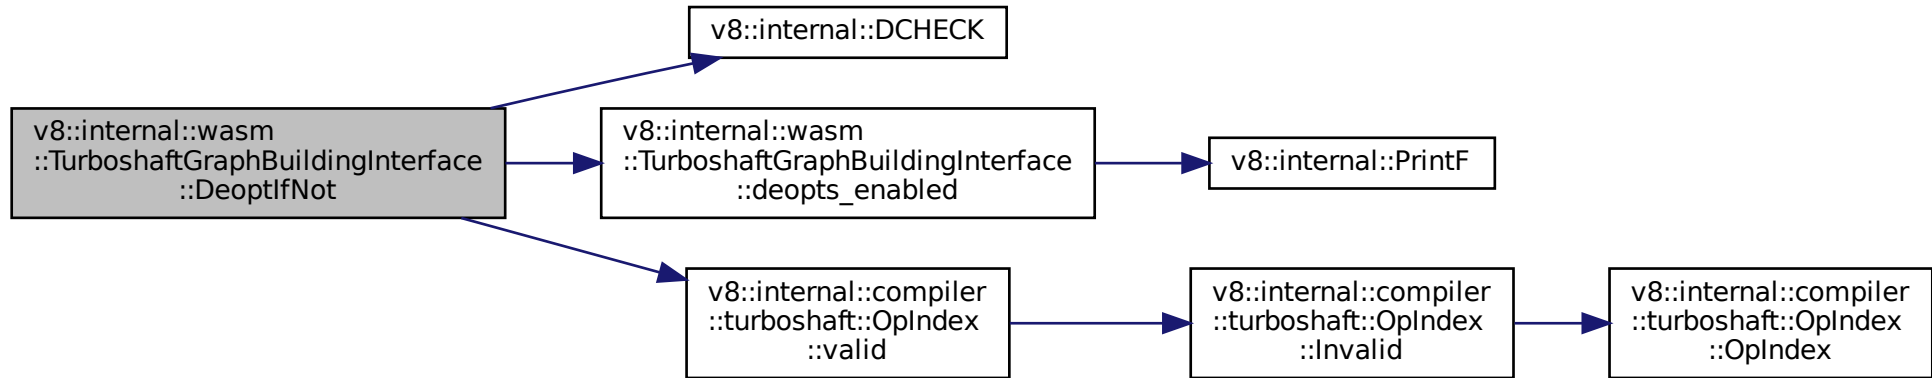 v8::internal::DCHECK
v8::internal::wasm
::TurboshaftGraphBuildingInterface
::DeoptIfNot
v8::internal::wasm
::TurboshaftGraphBuildingInterface
::deopts_enabled
v8::internal::PrintF
v8::internal::compiler
::turboshaft::OpIndex
::valid
v8::internal::compiler
::turboshaft::OpIndex
::Invalid
v8::internal::compiler
::turboshaft::OpIndex
::OpIndex